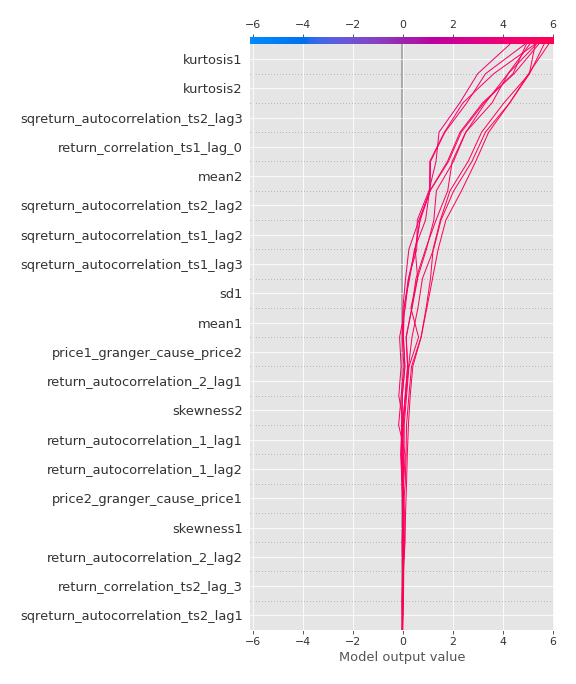 −6 −4 −2 0 2 4 6
kurtosis1
kurtosis2
sqreturn_autocorrelation_ts2_lag3
return_correlation_ts1_lag_0
mean2
sqreturn_autocorrelation_ts2_lag2
sqreturn_autocorrelation_ts1_lag2
sqreturn_autocorrelation_ts1_lag3
sd1
mean1
price1_granger_cause_price2
return_autocorrelation_2_lag1
skewness2
return_autocorrelation_1_lag1
return_autocorrelation_1_lag2
price2_granger_cause_price1
skewness1
return_autocorrelation_2_lag2
return_correlation_ts2_lag_3
sqreturn_autocorrelation_ts2_lag1
−6 −4 −2 0 2 4 6
Model output value